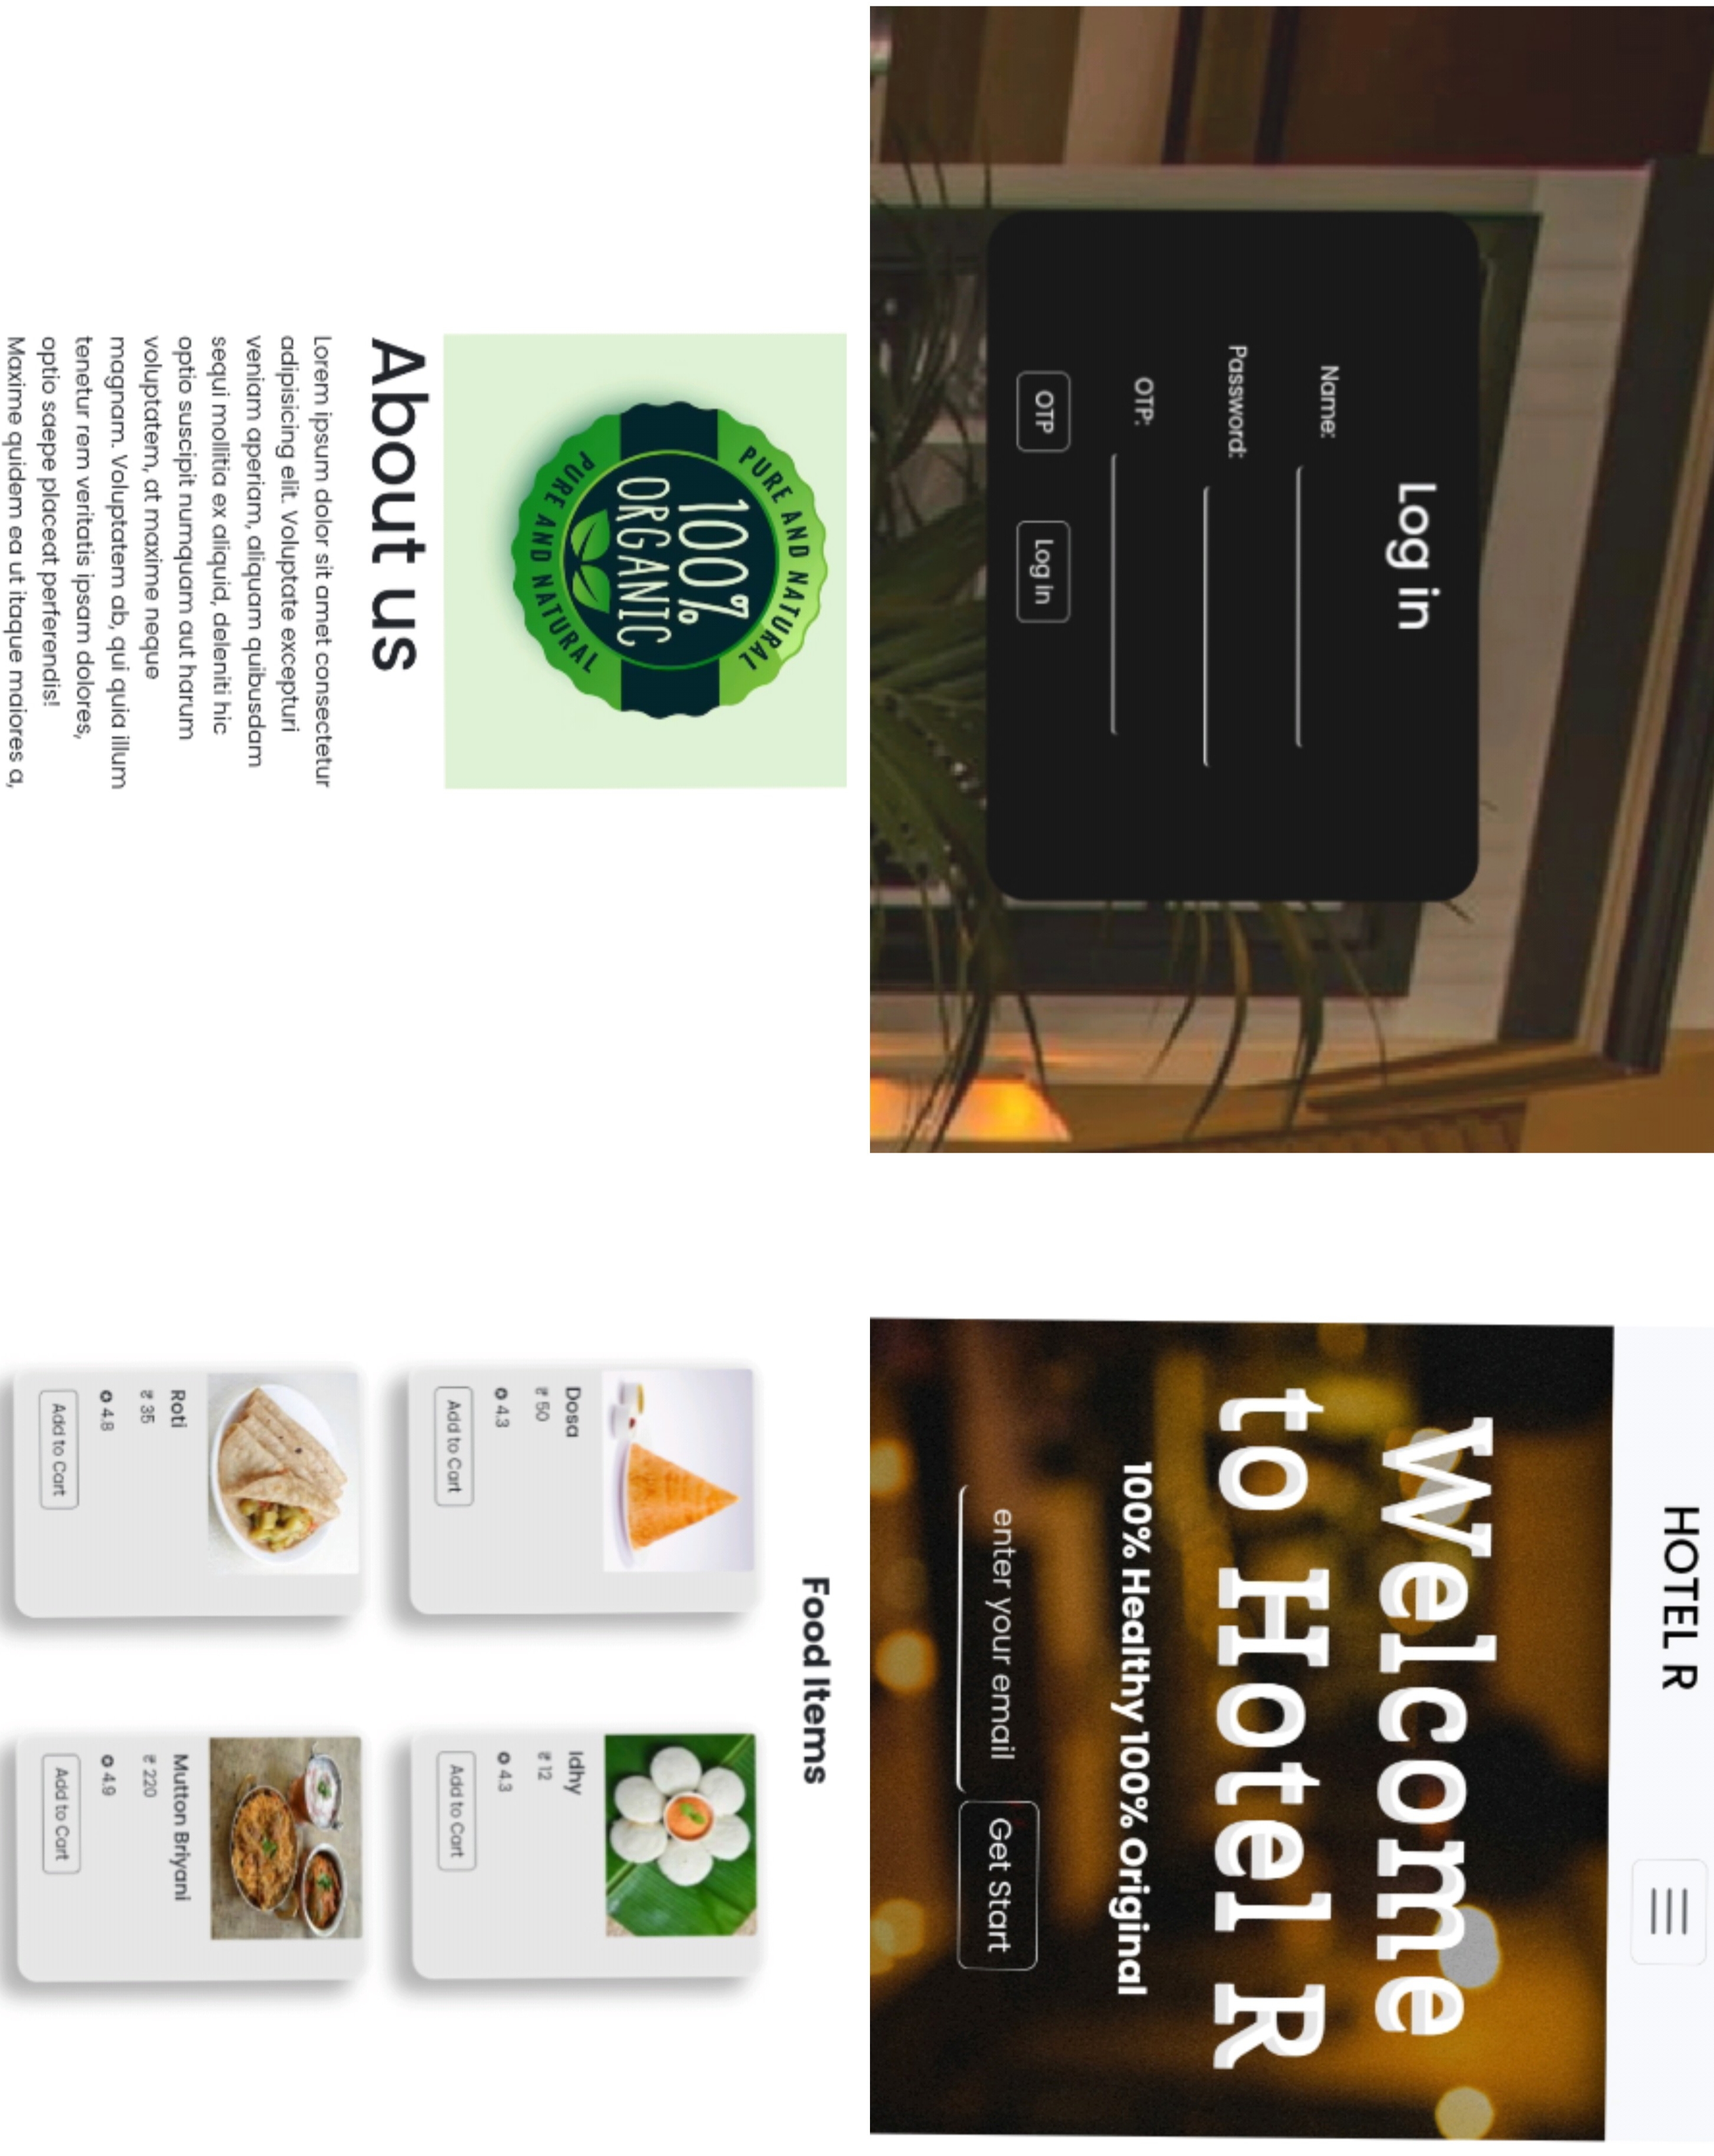 Log in
Name:
Password:
OTP:
OTP
Log in
HOTEL R
Welcome
to Hotel R
100% Healthy 100% Original
enter your email
Get Start
PURE AND NATURAL
100%
ORGANIC
PURE AND NATURAL
About us
Lorem ipsum dolor sit amet consectetur
adipisicing elit. Voluptate excepturi
veniam aperiam, aliquam quibusdam
sequi mollitia ex aliquid, deleniti hic
optio suscipit numquam aut harum
voluptatem, at maxime neque
magnam. Voluptatem ab, qui quia illum
tenetur rem veritatis ipsam dolores,
optio saepe placeat perferendis!
Maxime quidem ea ut itaque maiores a,
Food Items
Dosa
₹ 50
✪ 4.3
Add to Cart
Idhy
₹ 12
✪ 4.3
Add to Cart
Roti
₹ 35
✪ 4.8
Add to Cart
Mutton Briyani
₹ 220
✪ 4.9
Add to Cart